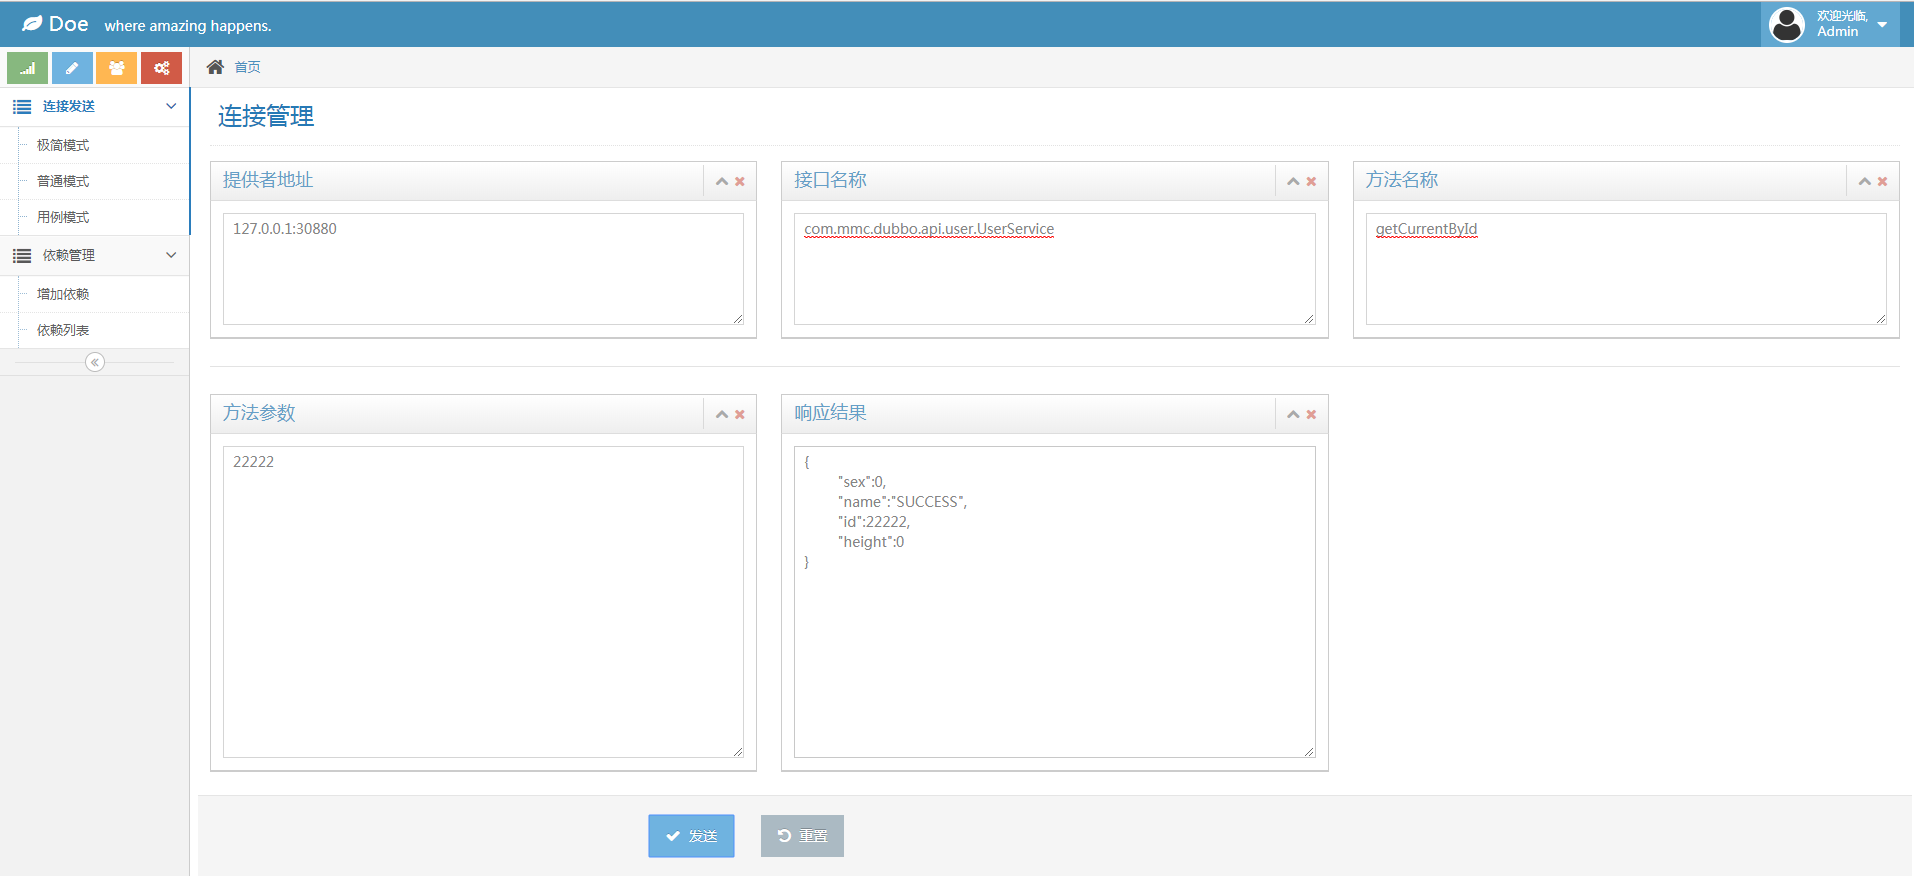 Doe where amazing happens.
欢迎光临,
Admin
首页
连接发送
极简模式
普通模式
用例模式
依赖管理
增加依赖
依赖列表
连接管理
提供者地址
127.0.0.1:30880
接口名称
com.mmc.dubbo.api.user.UserService
方法名称
getCurrentById
方法参数
22222
响应结果
{
"sex":0,
"name":"SUCCESS",
"id":22222,
"height":0
}
发送
重置